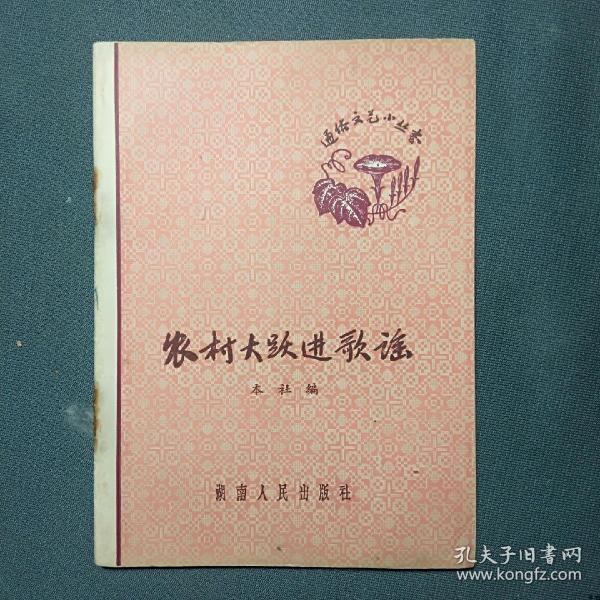 通俗文艺小丛书
农村大跃进歌谣
本社编
湖南人民出版社
孔夫子旧书网
www.kongfz.com